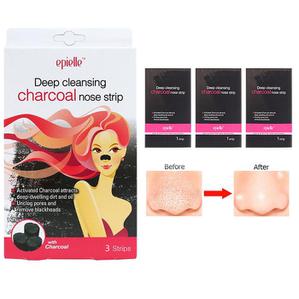 epielle
Deep cleansing
charcoal nose strip
Activated Charcoal attracts
deep-dwelling dirt and oil
Unclog pores and
remove blackheads
with
Charcoal
3 Strips
Deep cleansing
charcoal nose strip
epielle
1 strip
Deep cleansing
charcoal nose strip
epielle
1 strip
Deep cleansing
charcoal nose strip
epielle
1 strip
Before
After